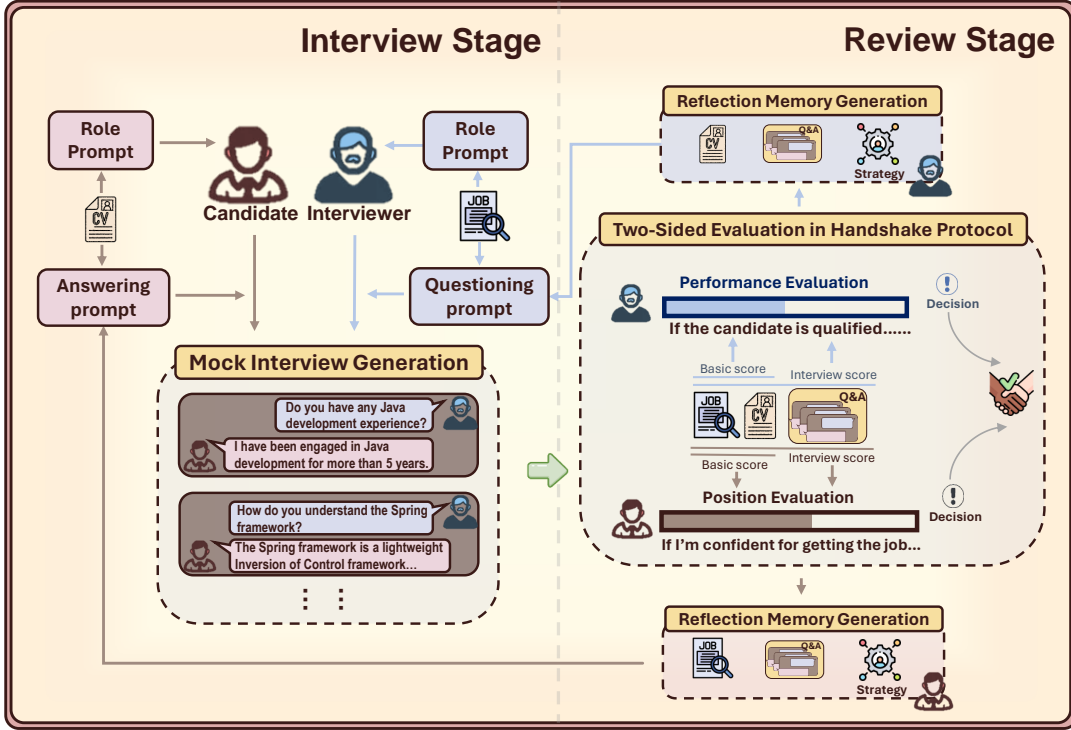 Interview Stage
Role
Prompt
CV
Answering
prompt
Candidate
Interviewer
Role
Prompt
JOB
Questioning
prompt
Mock Interview Generation
Do you have any Java
development experience?
I have been engaged in Java
development for more than 5 years.
How do you understand the Spring
framework?
The Spring framework is a lightweight
Inversion of Control framework...
Review Stage
Reflection Memory Generation
CV
Q&A
Strategy
Two-Sided Evaluation in Handshake Protocol
Performance Evaluation
If the candidate is qualified......
Decision
Basic score
Interview score
JOB
CV
Q&A
Basic score
Interview score
Position Evaluation
If I'm confident for getting the job...
Decision
Reflection Memory Generation
JOB
Q&A
Strategy